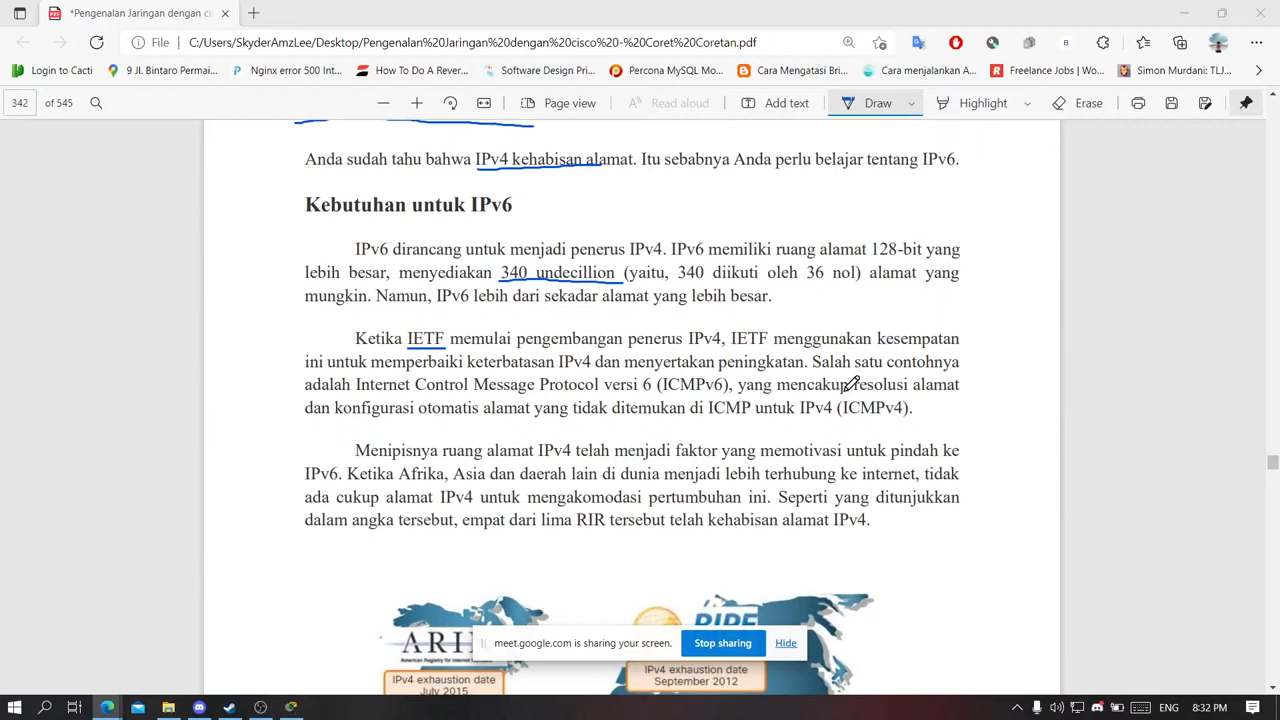 *Pengenalan Jaringan dengan cis
File
C:/Users/SkyderAmzLee/Desktop/Pengenalan%20Jaringan%20dengan%20cisco%20-%20Coret%20Coretan.pdf
Login to Cacti
9 Jl. Bintaro Permai...
Nginx error 500 Int...
How To Do A Rever...
Software Design Pri...
Percona MySQL Mo...
Cara Mengatasi Bri...
Cara menjalankan A...
Freelance Jobs | Wo...
Simon Murdani: TLJ...
342 of 545
Page view
Read aloud
Add text
Draw
Highlight
Erase
Anda sudah tahu bahwa IPv4 kehabisan alamat. Itu sebabnya Anda perlu belajar tentang IPv6.
Kebutuhan untuk IPv6
IPv6 dirancang untuk menjadi penerus IPv4. IPv6 memiliki ruang alamat 128-bit yang
lebih besar, menyediakan 340 undecillion (yaitu, 340 diikuti oleh 36 nol) alamat yang
mungkin. Namun, IPv6 lebih dari sekadar alamat yang lebih besar.
Ketika IETF memulai pengembangan penerus IPv4, IETF menggunakan kesempatan
ini untuk memperbaiki keterbatasan IPv4 dan menyertakan peningkatan. Salah satu contohnya
adalah Internet Control Message Protocol versi 6 (ICMPv6), yang mencakup resolusi alamat
dan konfigurasi otomatis alamat yang tidak ditemukan di ICMP untuk IPv4 (ICMPv4).
Menipisnya ruang alamat IPv4 telah menjadi faktor yang memotivasi untuk pindah ke
IPv6. Ketika Afrika, Asia dan daerah lain di dunia menjadi lebih terhubung ke internet, tidak
ada cukup alamat IPv4 untuk mengakomodasi pertumbuhan ini. Seperti yang ditunjukkan
dalam angka tersebut, empat dari lima RIR tersebut telah kehabisan alamat IPv4.
RIPE
ARI
American Registry for Internet
meet.google.com is sharing your screen.
Stop sharing
Hide
IPv4 exhaustion date
July 2015
IPv4 exhaustion date
September 2012
ENG
8:32 PM